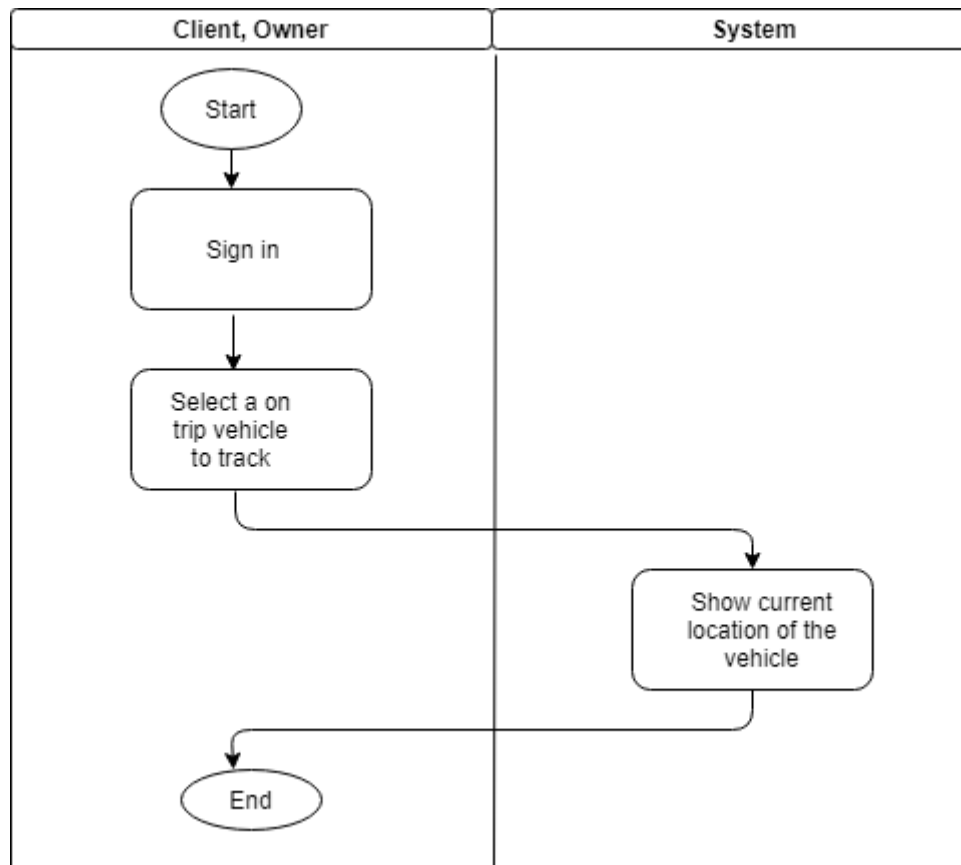 Client, Owner
System
Start
Sign in
Select a on
trip vehicle
to track
Show current
location of the
vehicle
End